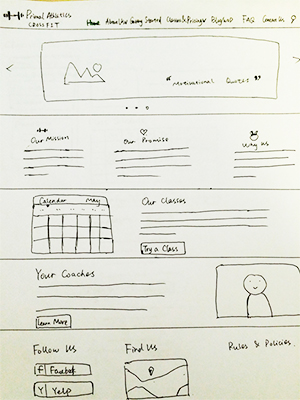 Primal Athletics
CROSSFIT
Home About Us Getting Started Classes & Pricing Blog FAQ Contact Us
"Motivational Quotes"
Our Mission Our Promise Why Us
Calendar May
Our Classes
Try a Class
Your Coaches
Learn More
Follow Us Find Us Rules & Policies.
f Facebook
Y Yelp